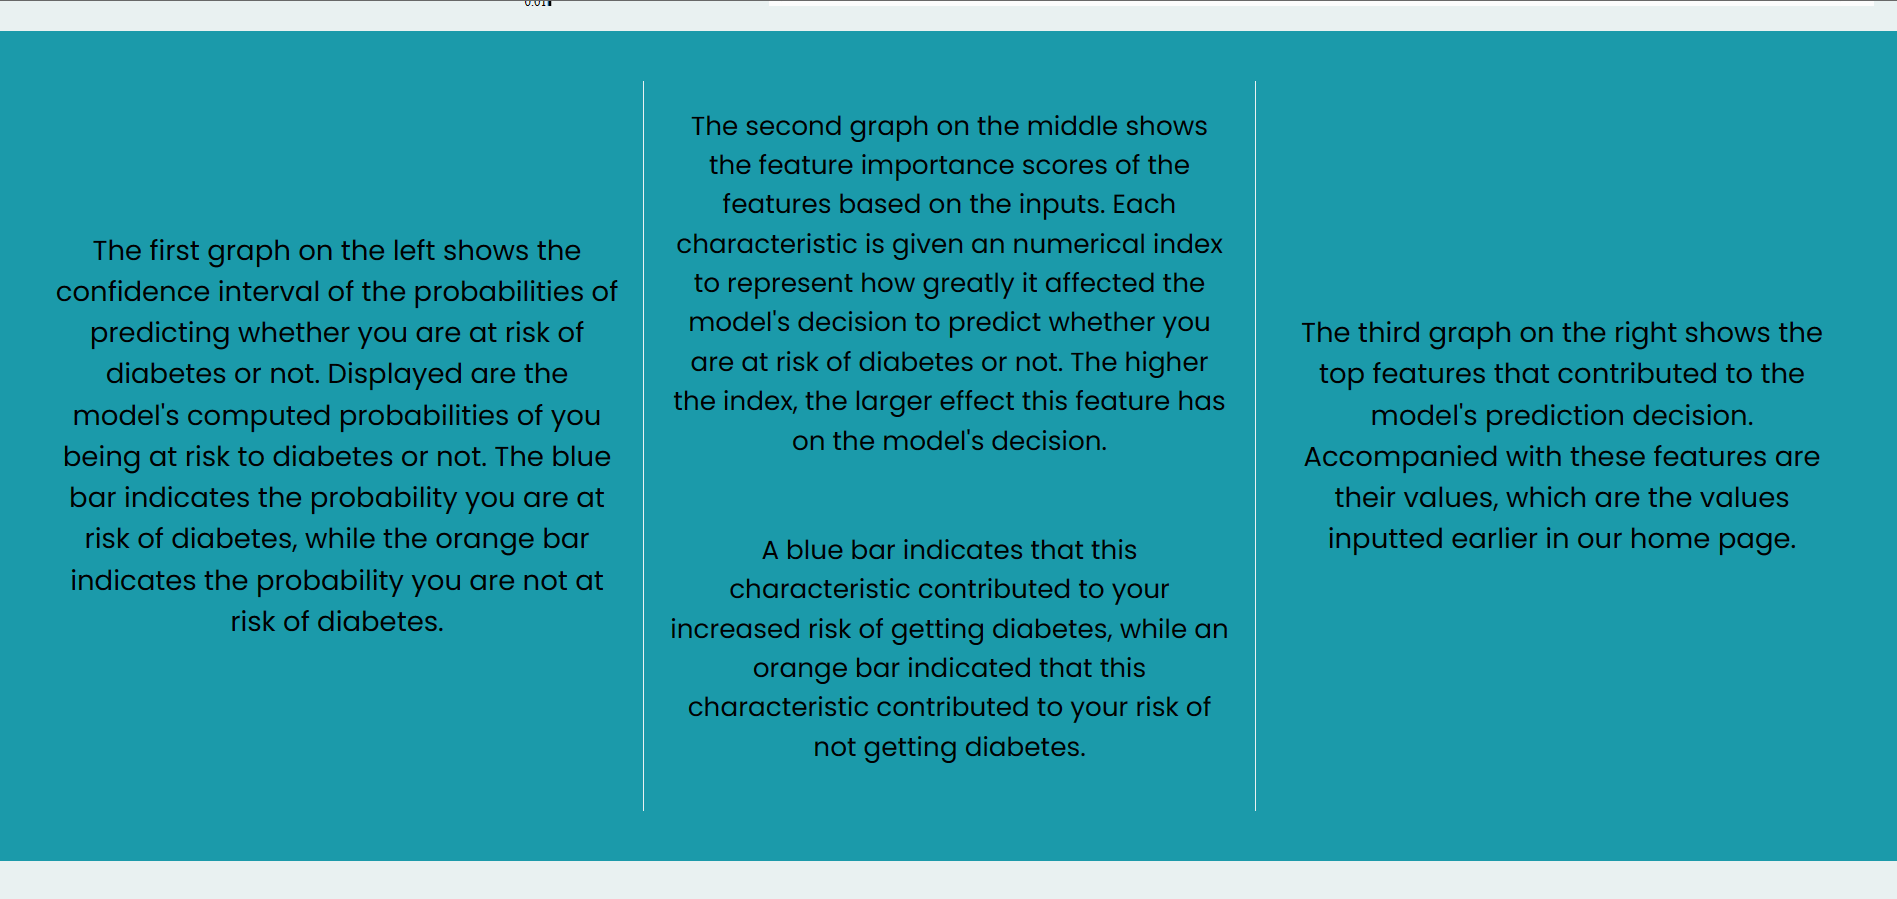 The first graph on the left shows the
confidence interval of the probabilities of
predicting whether you are at risk of
diabetes or not. Displayed are the
model's computed probabilities of you
being at risk to diabetes or not. The blue
bar indicates the probability you are at
risk of diabetes, while the orange bar
indicates the probability you are not at
risk of diabetes.
The second graph on the middle shows
the feature importance scores of the
features based on the inputs. Each
characteristic is given an numerical index
to represent how greatly it affected the
model's decision to predict whether you
are at risk of diabetes or not. The higher
the index, the larger effect this feature has
on the model's decision.
A blue bar indicates that this
characteristic contributed to your
increased risk of getting diabetes, while an
orange bar indicated that this
characteristic contributed to your risk of
not getting diabetes.
The third graph on the right shows the
top features that contributed to the
model's prediction decision.
Accompanied with these features are
their values, which are the values
inputted earlier in our home page.